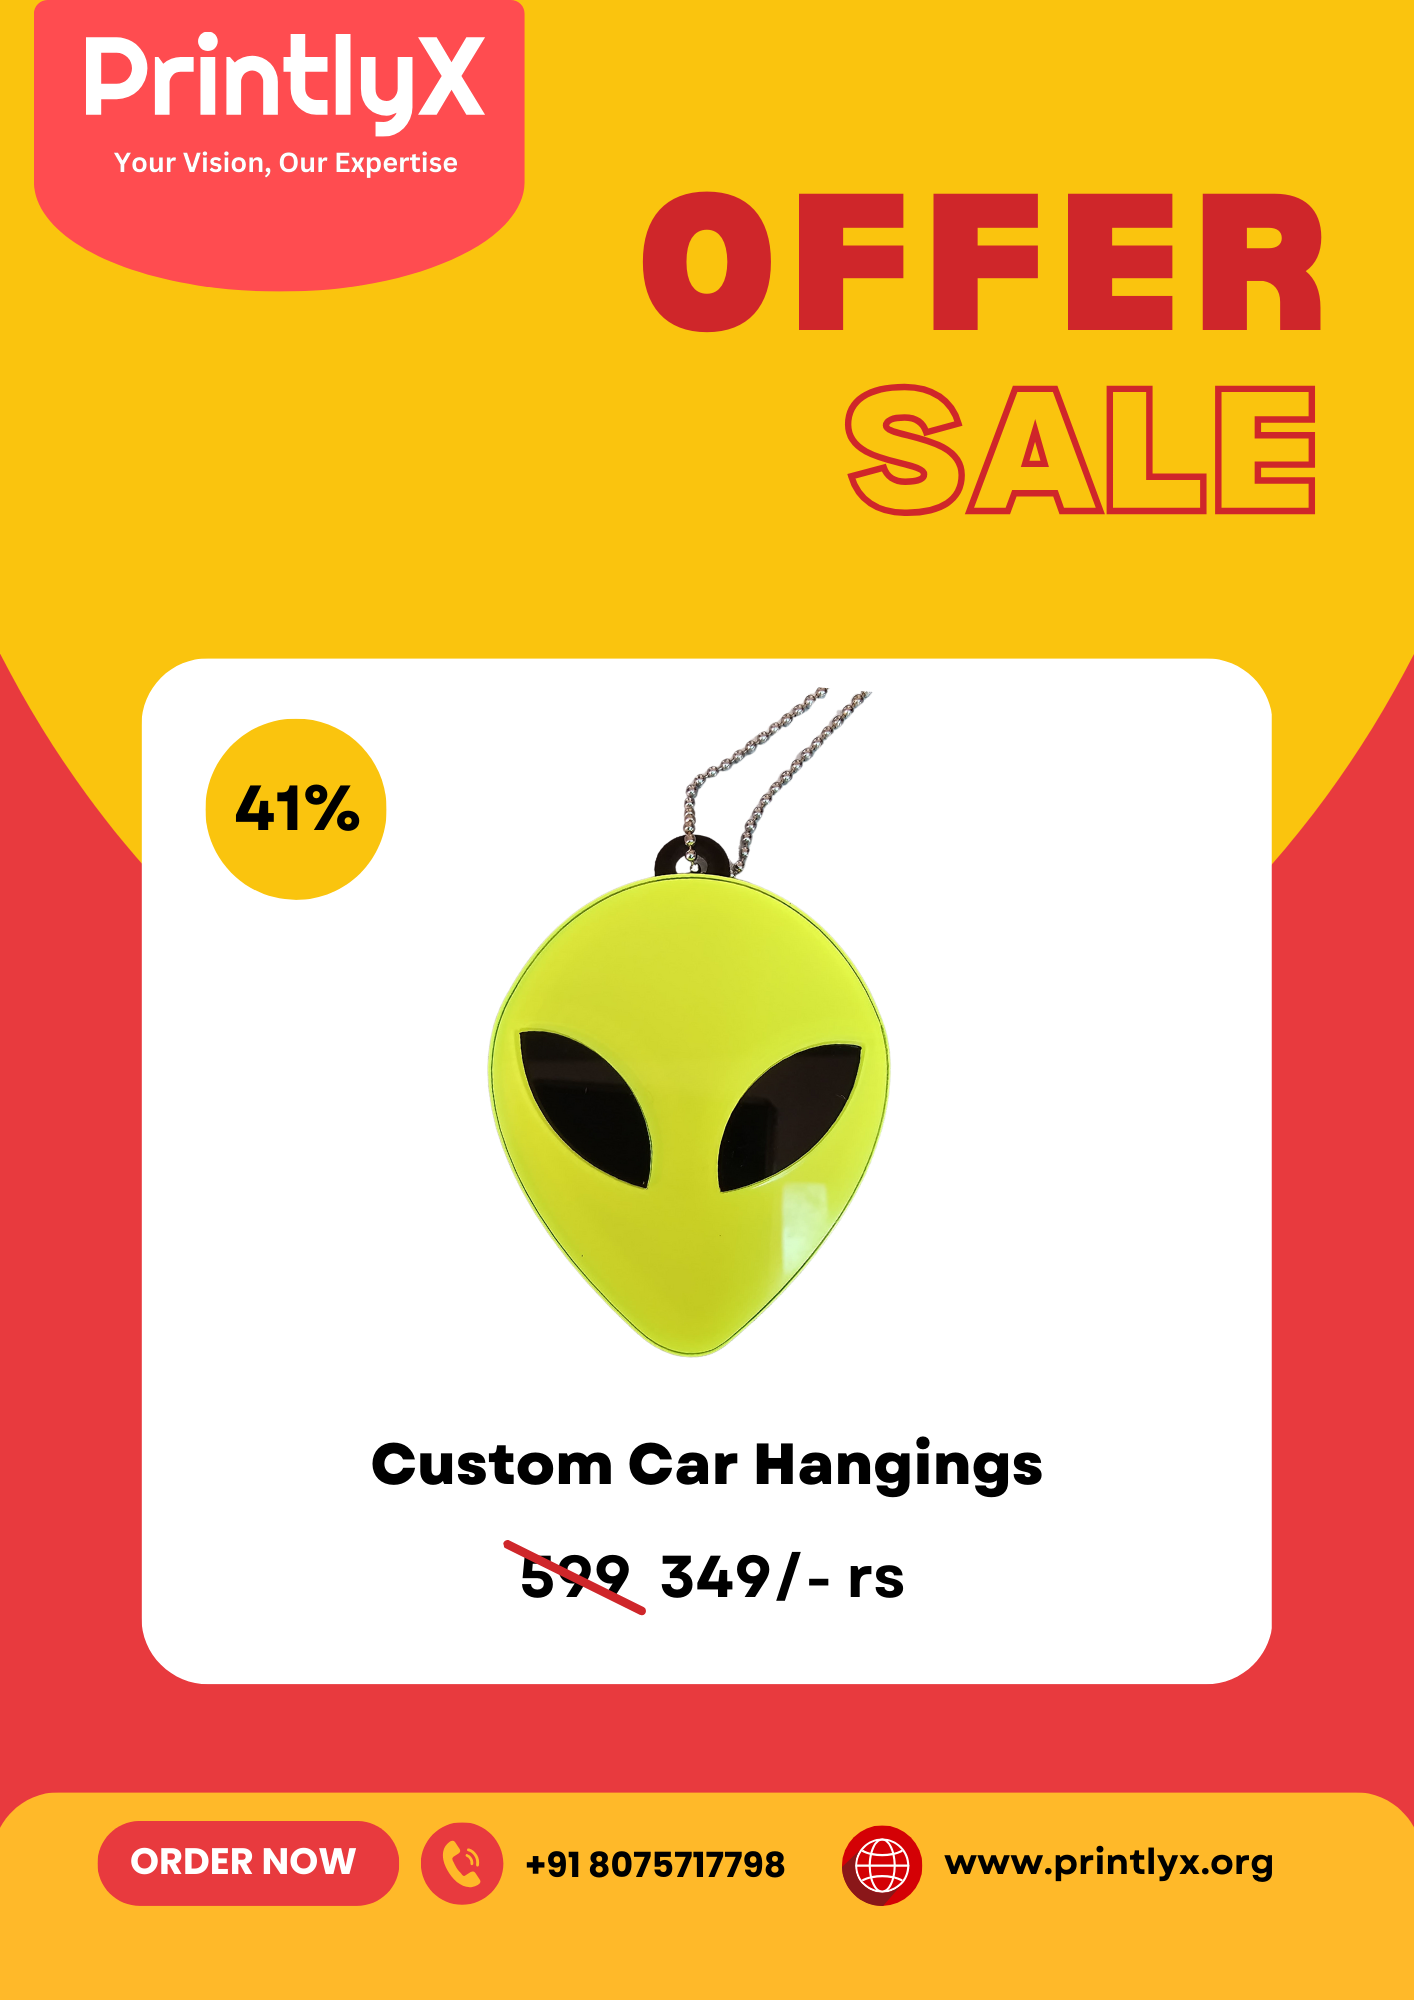 PrintlyX
Your Vision, Our Expertise
OFFER
SALE
41%
Custom Car Hangings
599 349/- rs
ORDER NOW
+91 8075717798
www.printlyx.org